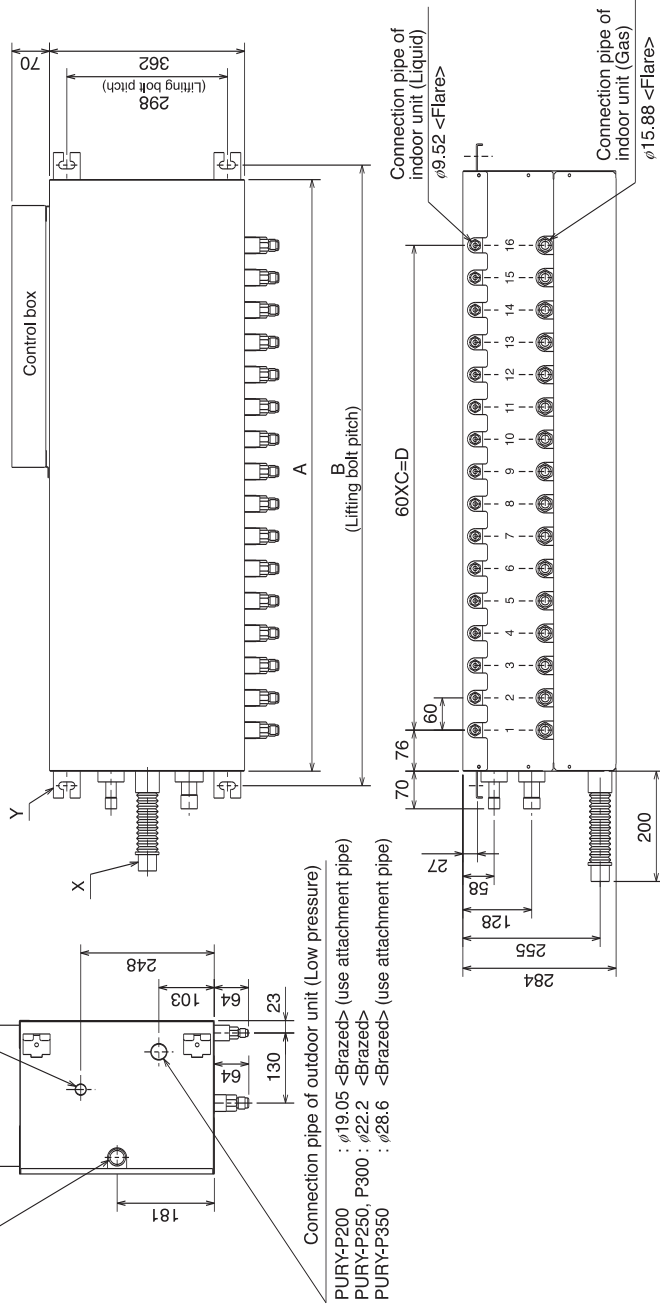 70
362
298
(Lifting bolt pitch)
Control box
A
B
(Lifting bolt pitch)
Y
X
248
103
64
23
64
130
181
Connection pipe of outdoor unit (Low pressure)
PURY-P200 : ø19.05 <Brazed> (use attachment pipe)
PURY-P250, P300 : ø22.2 <Brazed>
PURY-P350 : ø28.6 <Brazed> (use attachment pipe)
Connection pipe of
indoor unit (Liquid)
ø9.52 <Flare>
Connection pipe of
indoor unit (Gas)
ø15.88 <Flare>
60XC=D
60
76
70
1 2 3 4 5 6 7 8 9 10 11 12 13 14 15 16
27
58
128
255
284
200